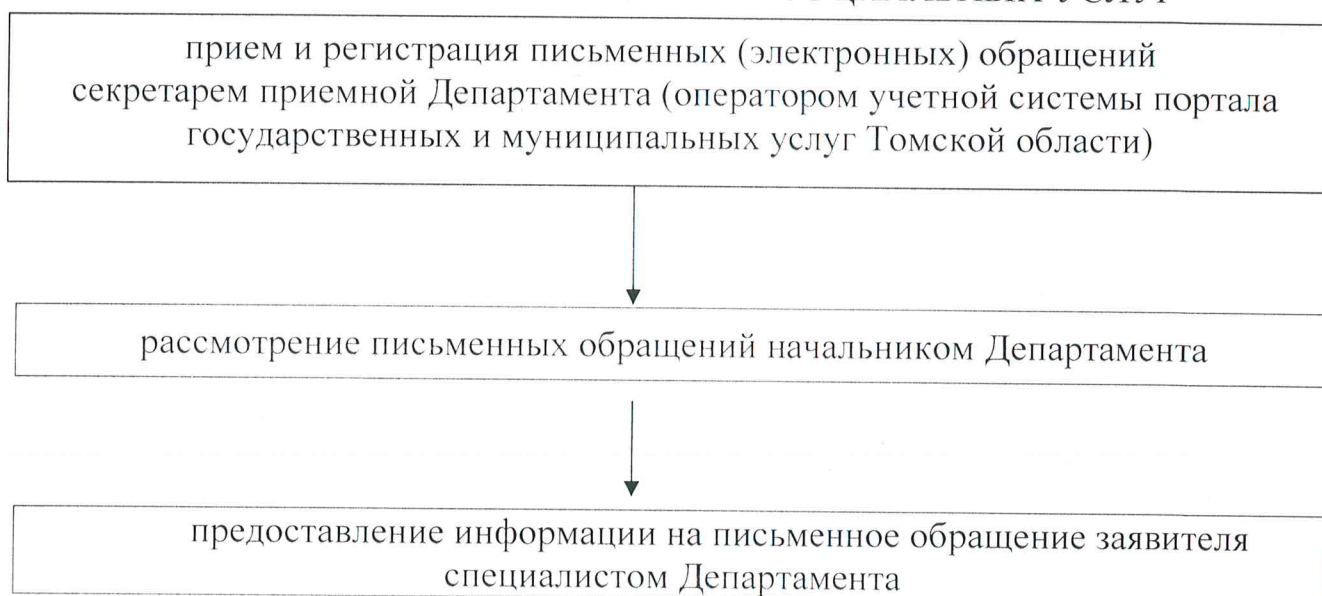 УСЛУГ
прием и регистрация письменных (электронных) обращений
секретарем приемной Департамента (оператором учетной системы портала
государственных и муниципальных услуг Томской области)
рассмотрение письменных обращений начальником Департамента
предоставление информации на письменное обращение заявителя
специалистом Департамента